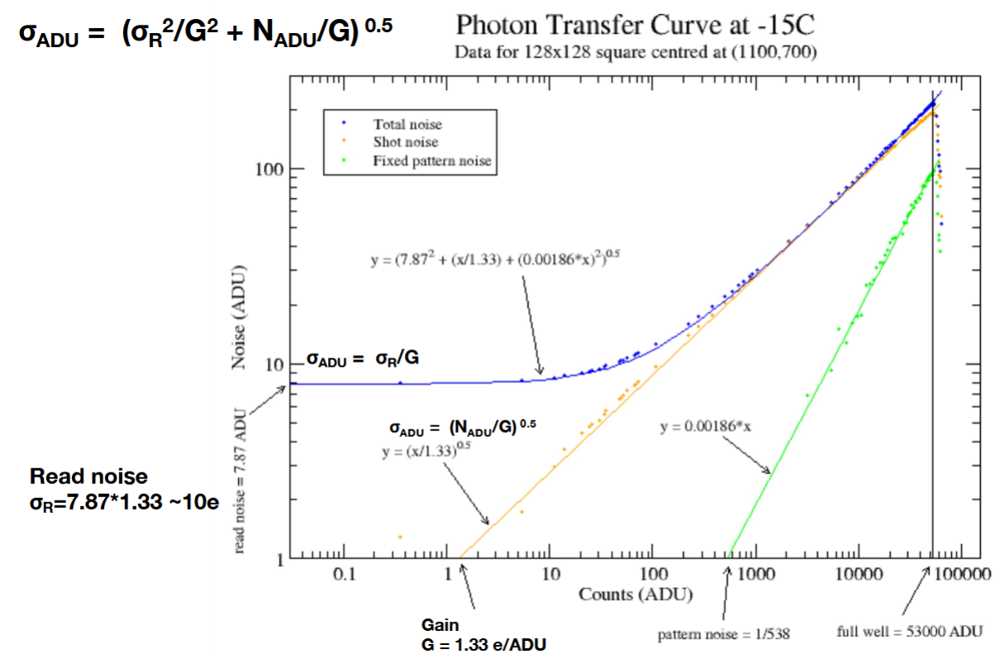 σADU = (σR²/G² + NADU/G) 0.5
Photon Transfer Curve at -15C
Data for 128x128 square centred at (1100,700)
Total noise
Shot noise
Fixed pattern noise
100
y = (7.87² + (x/1.33) + (0.00186*x)²)^0.5
Noise (ADU)
10
σADU = σR/G
σADU = (NADU/G) 0.5
y = (x/1.33)^0.5
y = 0.00186*x
read noise = 7.87 ADU
Read noise
σR=7.87*1.33 ~10e
1
0.1 1 10 100 1000 10000 100000
Counts (ADU)
Gain
G = 1.33 e/ADU
pattern noise = 1/538
full well = 53000 ADU